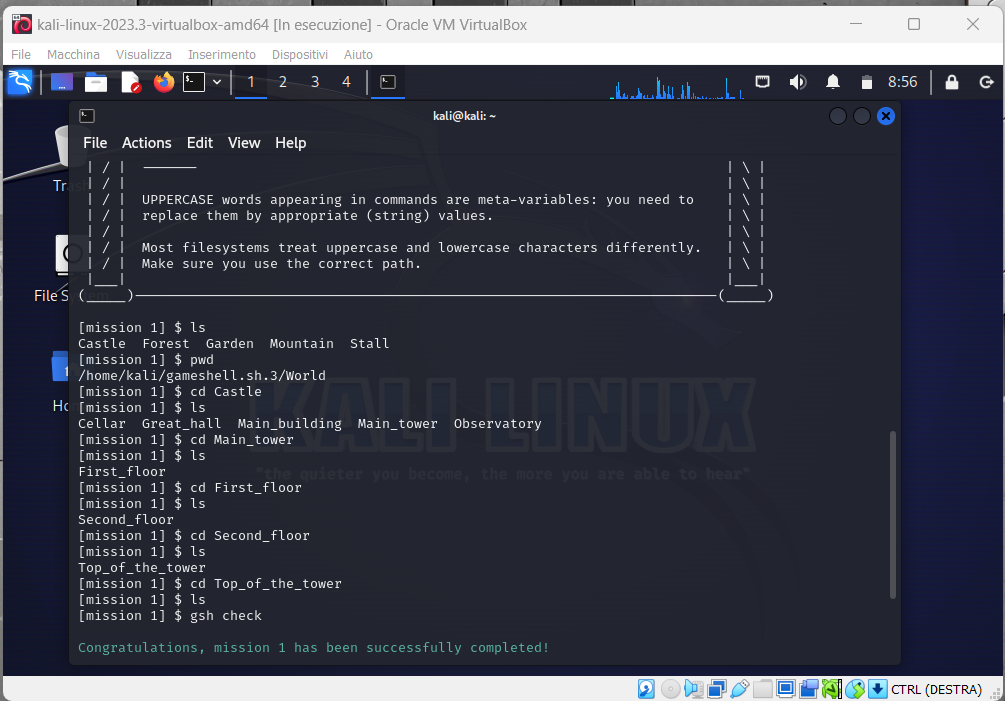 kali-linux-2023.3-virtualbox-amd64 [In esecuzione] - Oracle VM VirtualBox
File Macchina Visualizza Inserimento Dispositivi Aiuto
1 2 3 4 8:56
kali@kali: ~
File Actions Edit View Help
| / | ─────── | \ |
| / | | \ |
| / | UPPERCASE words appearing in commands are meta-variables: you need to | \ |
| / | replace them by appropriate (string) values. | \ |
| / | | \ |
| / | Most filesystems treat uppercase and lowercase characters differently. | \ |
| / | Make sure you use the correct path. | \ |
|___| |___|
(_____)─────────────────────────────────────────────(_____)
[mission 1] $ ls
Castle Forest Garden Mountain Stall
[mission 1] $ pwd
/home/kali/gameshell.sh.3/World
[mission 1] $ cd Castle
[mission 1] $ ls
Cellar Great_hall Main_building Main_tower Observatory
[mission 1] $ cd Main_tower
[mission 1] $ ls
First_floor
[mission 1] $ cd First_floor
[mission 1] $ ls
Second_floor
[mission 1] $ cd Second_floor
[mission 1] $ ls
Top_of_the_tower
[mission 1] $ cd Top_of_the_tower
[mission 1] $ ls
[mission 1] $ gsh check
Congratulations, mission 1 has been successfully completed!
Tra
File System
Ho
KALI LINUX
"the quieter you become, the more you are able to hear"
CTRL (DESTRA)